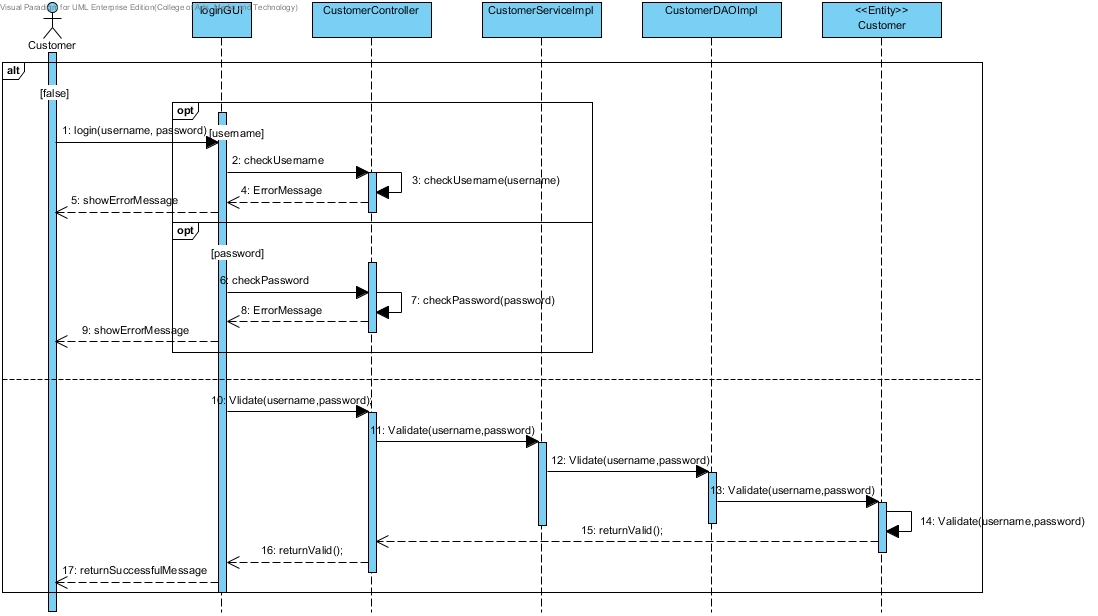 Visual Paradigm for UML Enterprise Edition(College of Arts, Media and Technology)
loginGUI
CustomerController
CustomerServiceImpl
CustomerDAOImpl
<<Entity>>
Customer
Customer
alt
[false]
opt
1: login(username, password)
[username]
2: checkUsername
3: checkUsername(username)
4: ErrorMessage
5: showErrorMessage
opt
[password]
6: checkPassword
7: checkPassword(password)
8: ErrorMessage
9: showErrorMessage
10: Vlidate(username,password);
11: Validate(username,password)
12: Vlidate(username,password)
13: Validate(username,password)
14: Validate(username,password)
15: returnValid();
16: returnValid();
17: returnSuccessfulMessage